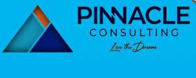 PINNACLE
CONSULTING
Live the Dream